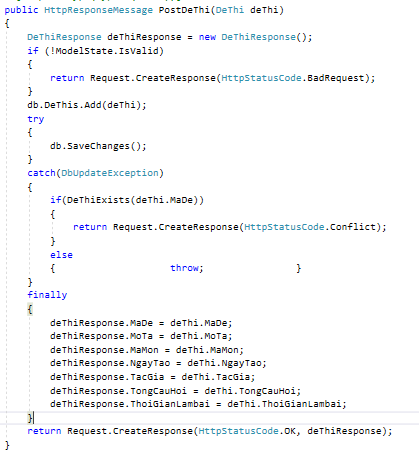 public HttpResponseMessage PostDeThi(DeThi deThi)
{
DeThiResponse deThiResponse = new DeThiResponse();
if (!ModelState.IsValid)
{
return Request.CreateResponse(HttpStatusCode.BadRequest);
}
db.DeThis.Add(deThi);
try
{
db.SaveChanges();
}
catch(DbUpdateException)
{
if(DeThiExists(deThi.MaDe))
{
return Request.CreateResponse(HttpStatusCode.Conflict);
}
else
{ throw; }
}
finally
{
deThiResponse.MaDe = deThi.MaDe;
deThiResponse.MoTa = deThi.MoTa;
deThiResponse.MaMon = deThi.MaMon;
deThiResponse.NgayTao = deThi.NgayTao;
deThiResponse.TacGia = deThi.TacGia;
deThiResponse.TongCauHoi = deThi.TongCauHoi;
deThiResponse.ThoiGianLambai = deThi.ThoiGianLambai;
}
return Request.CreateResponse(HttpStatusCode.OK, deThiResponse);
}